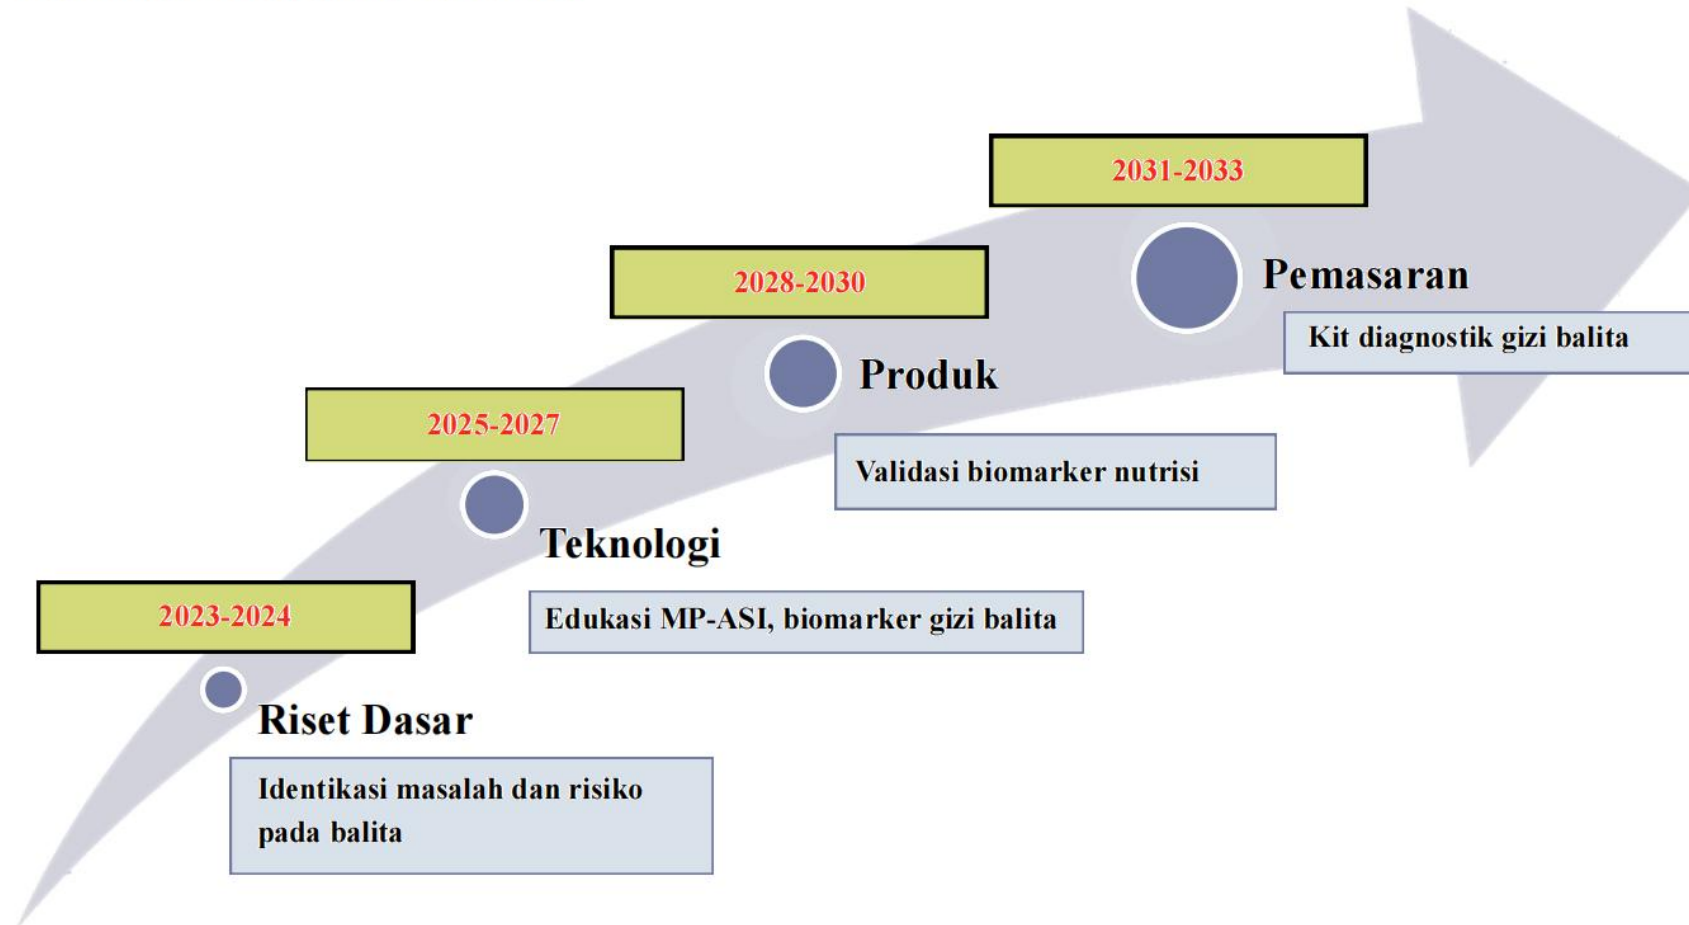 2031-2033
Pemasaran
Kit diagnostik gizi balita
2028-2030
Produk
Validasi biomarker nutrisi
2025-2027
Teknologi
Edukasi MP-ASI, biomarker gizi balita
2023-2024
Riset Dasar
Identikasi masalah dan risiko
pada balita